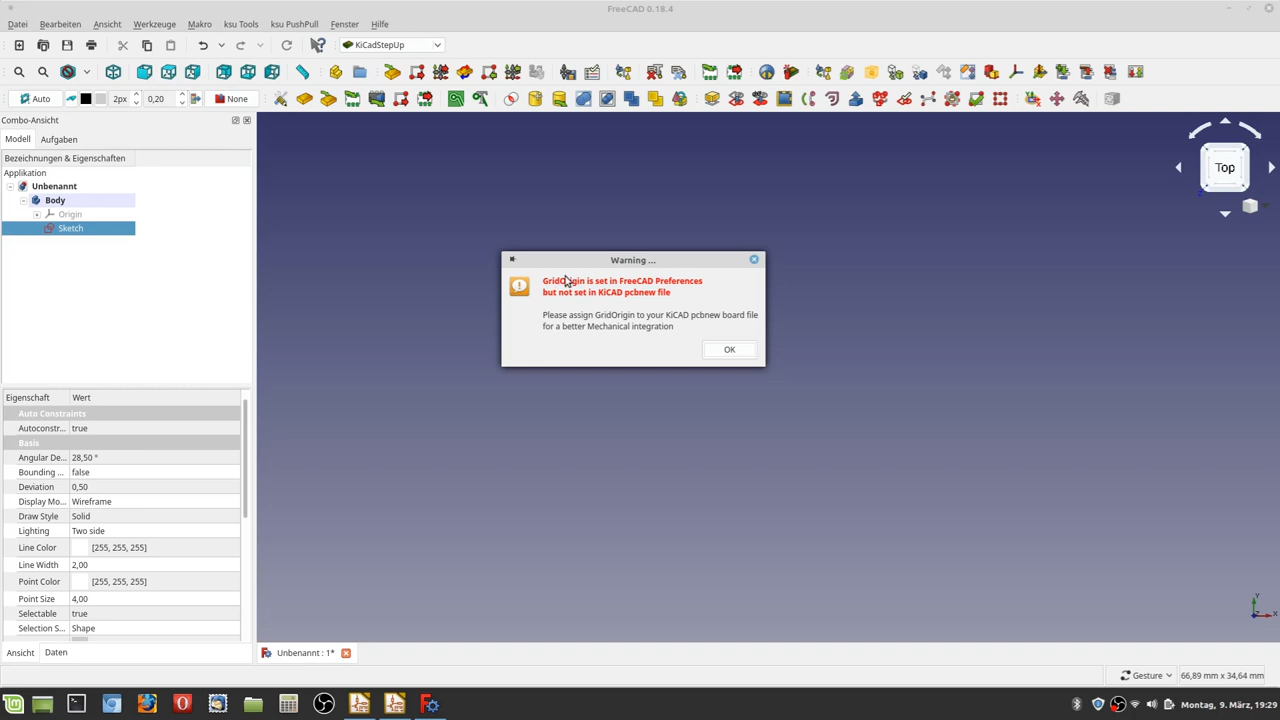 FreeCAD 0.18.4
Datei Bearbeiten Ansicht Werkzeuge Makro ksu Tools ksu PushPull Fenster Hilfe
KiCadStepUp
Auto 2px 0,20 None
Combo-Ansicht
Modell Aufgaben
Bezeichnungen & Eigenschaften
Applikation
Unbenannt
Body
Origin
Sketch
Top
Z
Warning ...
GridOrigin is set in FreeCAD Preferences
but not set in KiCAD pcbnew file
Please assign GridOrigin to your KiCAD pcbnew board file
for a better Mechanical integration
OK
Eigenschaft Wert
Auto Constraints
Autoconstr... true
Basis
Angular De... 28,50 °
Bounding ... false
Deviation 0,50
Display Mo... Wireframe
Draw Style Solid
Lighting Two side
Line Color [255, 255, 255]
Line Width 2,00
Point Color [255, 255, 255]
Point Size 4,00
Selectable true
Selection S... Shape
Y
Z X
Ansicht Daten
Unbenannt : 1*
Gesture 66,89 mm x 34,64 mm
Montag, 9. März, 19:29